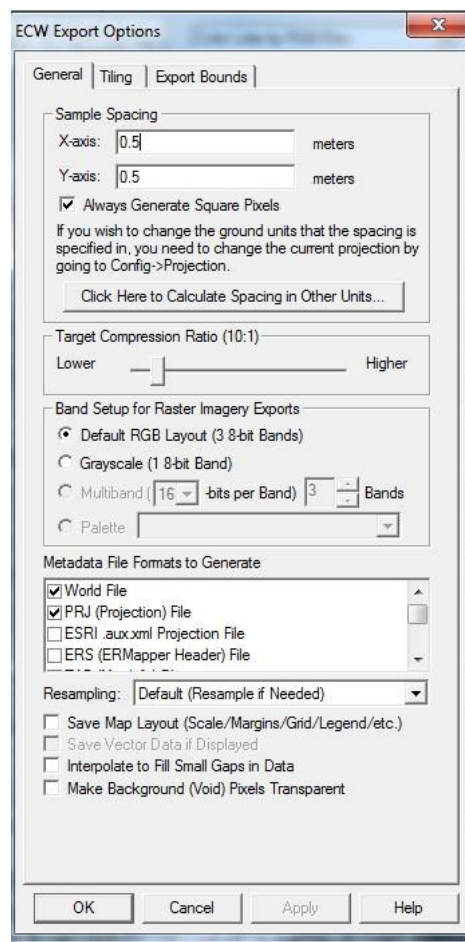 ECW Export Options
General Tiling Export Bounds
Sample Spacing
X-axis: 0.5 meters
Y-axis: 0.5 meters
Always Generate Square Pixels
If you wish to change the ground units that the spacing is
specified in, you need to change the current projection by
going to Config->Projection.
Click Here to Calculate Spacing in Other Units...
Target Compression Ratio (10:1)
Lower Higher
Band Setup for Raster Imagery Exports
Default RGB Layout (3 8-bit Bands)
Grayscale (1 8-bit Band)
Multiband ( 16 -bits per Band) 3 Bands
Palette
Metadata File Formats to Generate
World File
PRJ (Projection) File
ESRI .aux.xml Projection File
ERS (ERMapper Header) File
Resampling: Default (Resample if Needed)
Save Map Layout (Scale/Margins/Grid/Legend/etc.)
Save Vector Data if Displayed
Interpolate to Fill Small Gaps in Data
Make Background (Void) Pixels Transparent
OK Cancel Apply Help